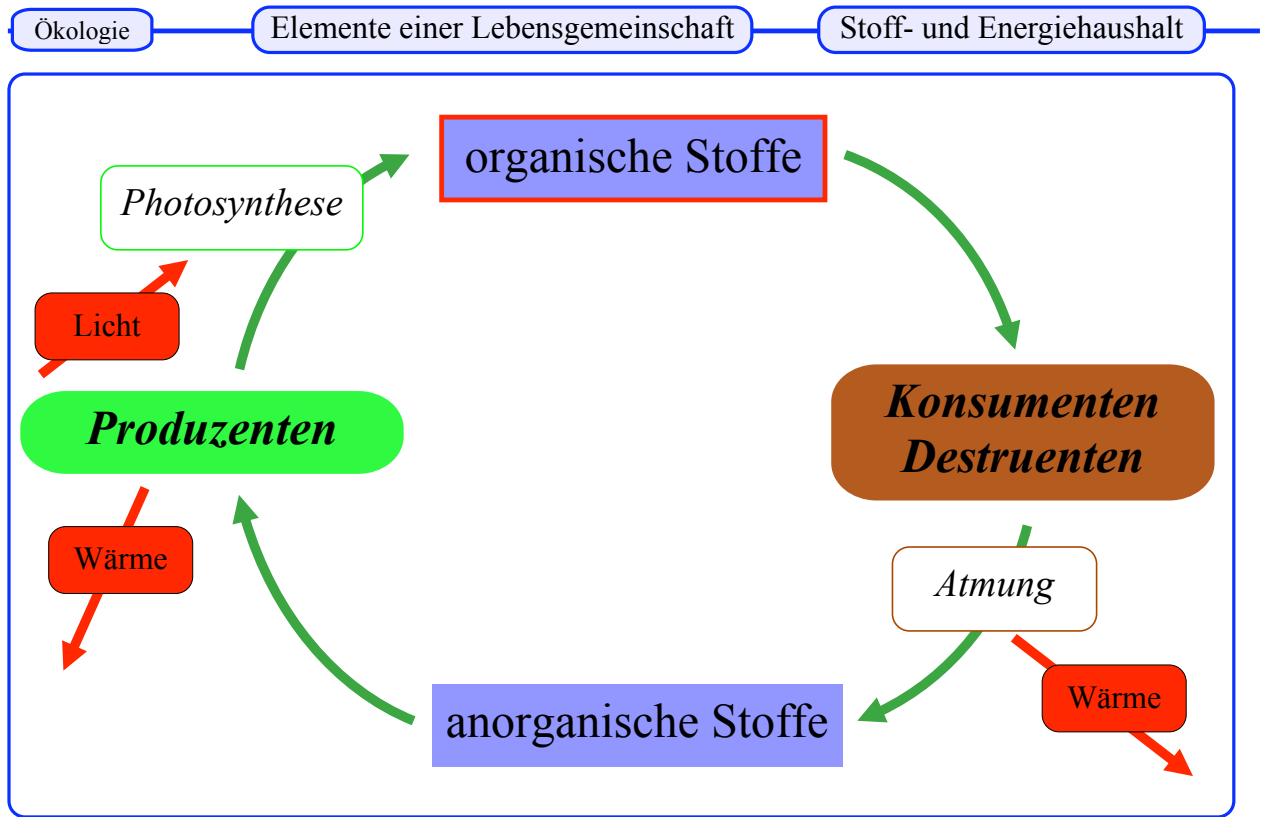 Ökologie
Elemente einer Lebensgemeinschaft
Stoff- und Energiehaushalt
organische Stoffe
Photosynthese
Licht
Produzenten
Konsumenten
Destruenten
Wärme
Atmung
Wärme
anorganische Stoffe